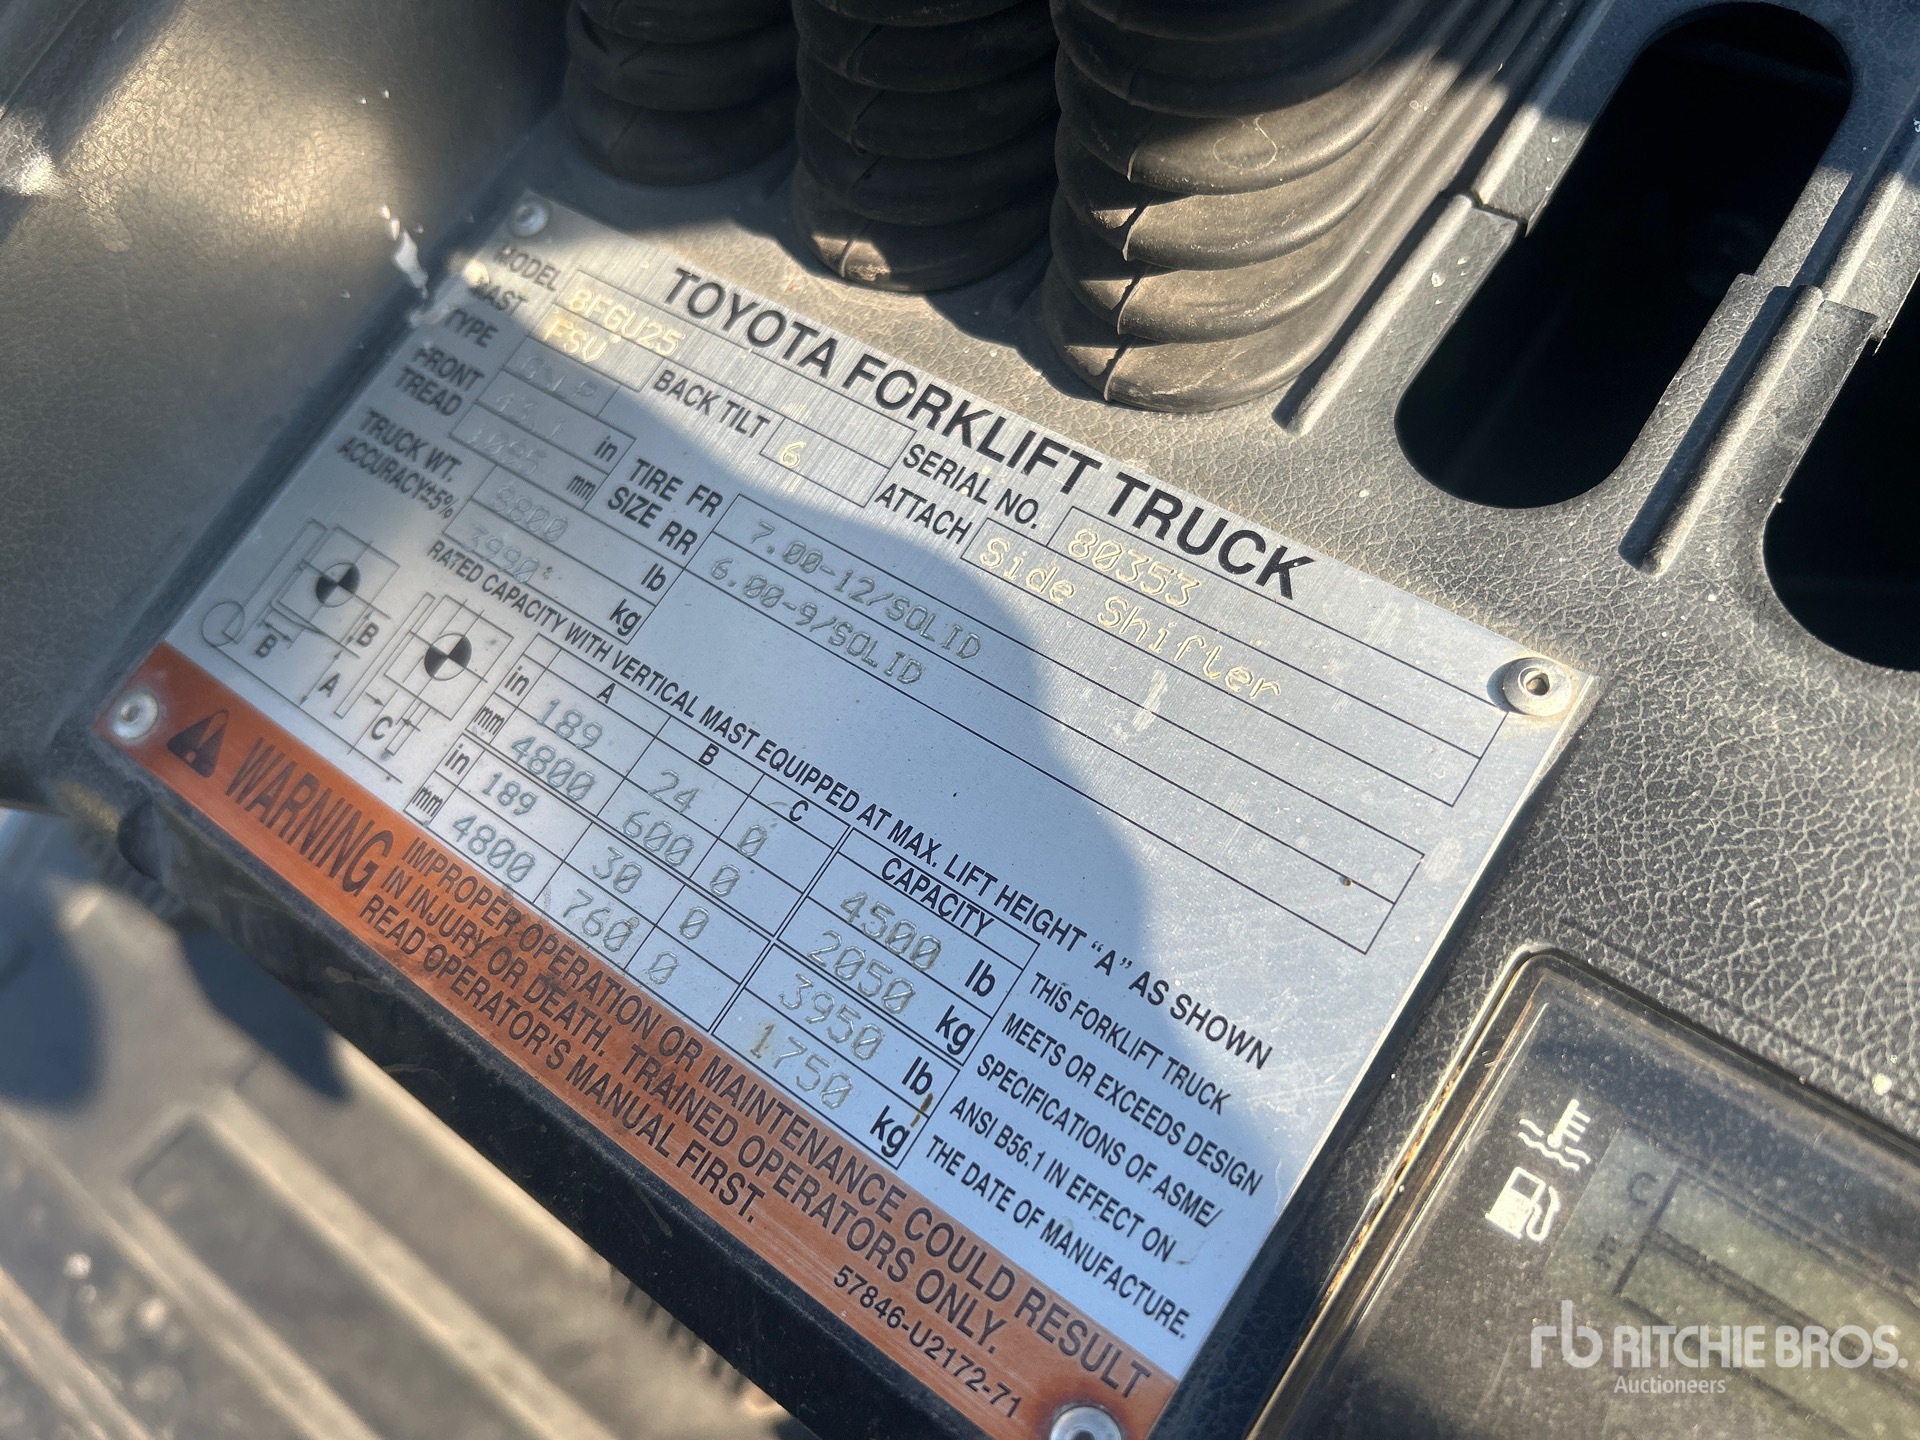 TOYOTA FORKLIFT TRUCK
MODEL 8FGU25 SERIAL NO. 80353
MAST FSV BACK TILT 6 ATTACH Side Shifter
TYPE
FRONT TREAD in TIRE FR 7.00-12/SOLID
mm SIZE RR 6.00-9/SOLID
TRUCK WT. 8800 lb
ACCURACY±5% 3990 kg
RATED CAPACITY WITH VERTICAL MAST EQUIPPED AT MAX. LIFT HEIGHT "A" AS SHOWN
A B C CAPACITY
in 189 24 0 4500 lb
mm 4800 600 0 2050 kg
in 189 30 0 3950 lb
mm 4800 760 0 1750 kg
B B A C
THIS FORKLIFT TRUCK
MEETS OR EXCEEDS DESIGN
SPECIFICATIONS OF ASME/
ANSI B56.1 IN EFFECT ON
THE DATE OF MANUFACTURE.
WARNING
IMPROPER OPERATION OR MAINTENANCE COULD RESULT
IN INJURY OR DEATH. TRAINED OPERATORS ONLY.
READ OPERATOR'S MANUAL FIRST.
57846-U2172-71
C
rb RITCHIE BROS.
Auctioneers